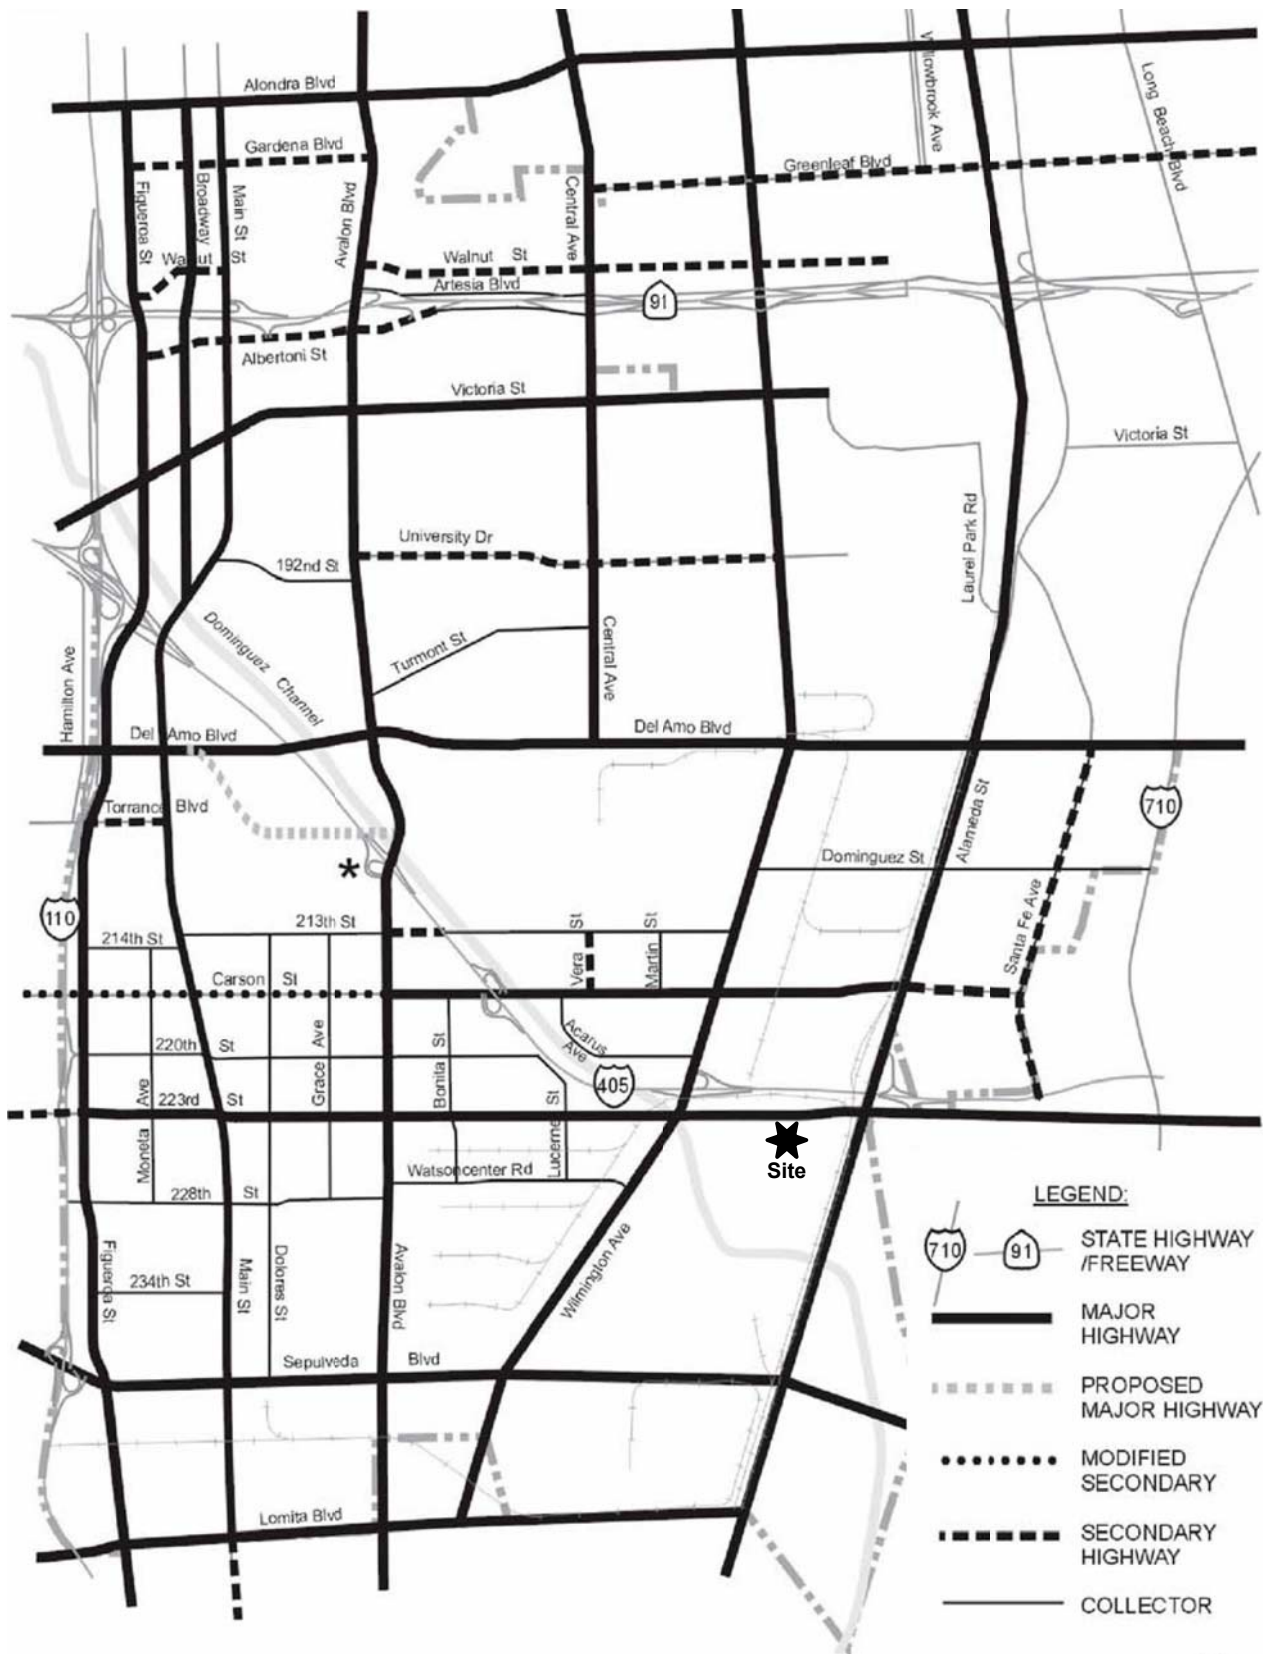 Alondra Blvd
Gardena Blvd
Greenleaf Blvd
Willowbrook Ave
Long Beach Blvd
Figueroa St
Broadway
Main St
Avalon Blvd
Central Ave
Walnut St
Walnut St
Artesia Blvd
91
Albertoni St
Victoria St
Victoria St
University Dr
192nd St
Laurel Park Rd
Dominguez Channel
Turmont St
Central Ave
Hamilton Ave
Del Amo Blvd
Del Amo Blvd
Torrance Blvd
710
Alameda St
Dominguez St
*
110
213th St
214th St
Vera St
Martin St
Santa Fe Ave
Carson St
220th St
Grace Ave
Bonita St
Acarus Ave
405
Moneta Ave
223rd St
Lucerne St
Site
Watsoncenter Rd
228th St
Figueroa St
Main St
Dolores St
Avalon Blvd
Wilmington Ave
234th St
Sepulveda Blvd
Lomita Blvd
LEGEND:
710 91 STATE HIGHWAY
/FREEWAY
MAJOR
HIGHWAY
PROPOSED
MAJOR HIGHWAY
MODIFIED
SECONDARY
SECONDARY
HIGHWAY
COLLECTOR